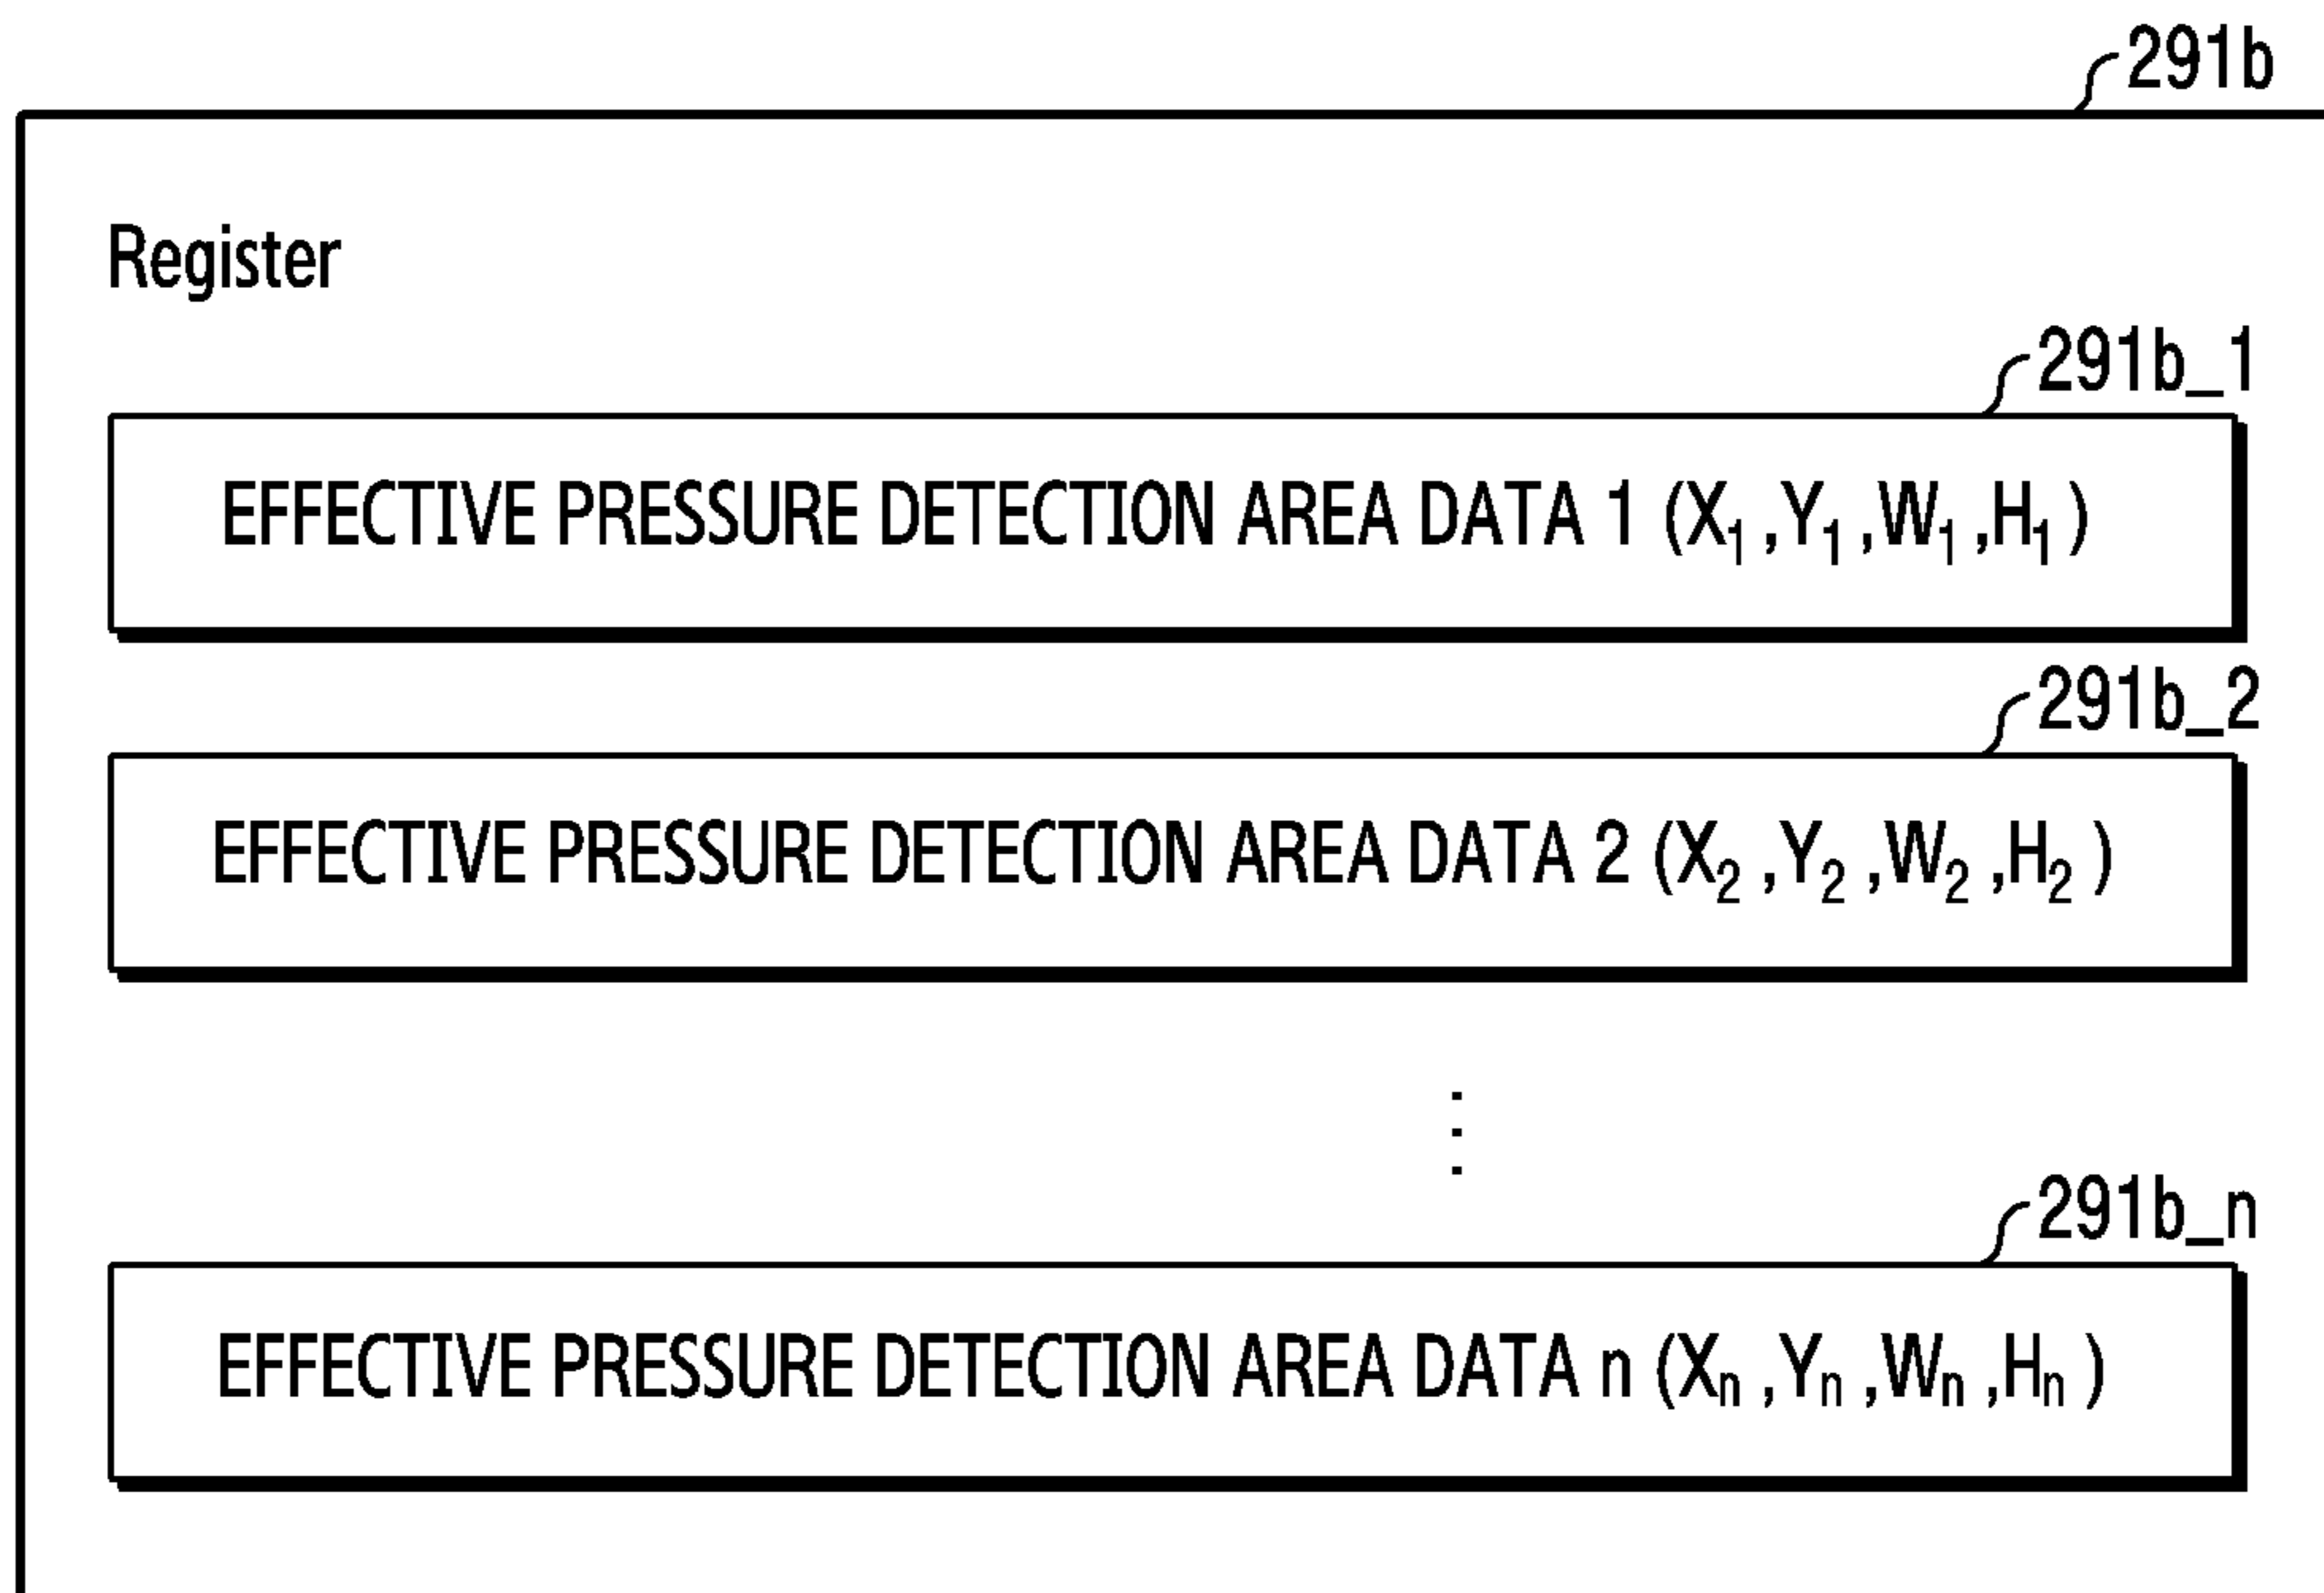 291b
Register
291b_1
EFFECTIVE PRESSURE DETECTION AREA DATA 1 (X₁,Y₁,W₁,H₁)
291b_2
EFFECTIVE PRESSURE DETECTION AREA DATA 2 (X₂,Y₂,W₂,H₂)
⋮
291b_n
EFFECTIVE PRESSURE DETECTION AREA DATA n (Xₙ,Yₙ,Wₙ,Hₙ)